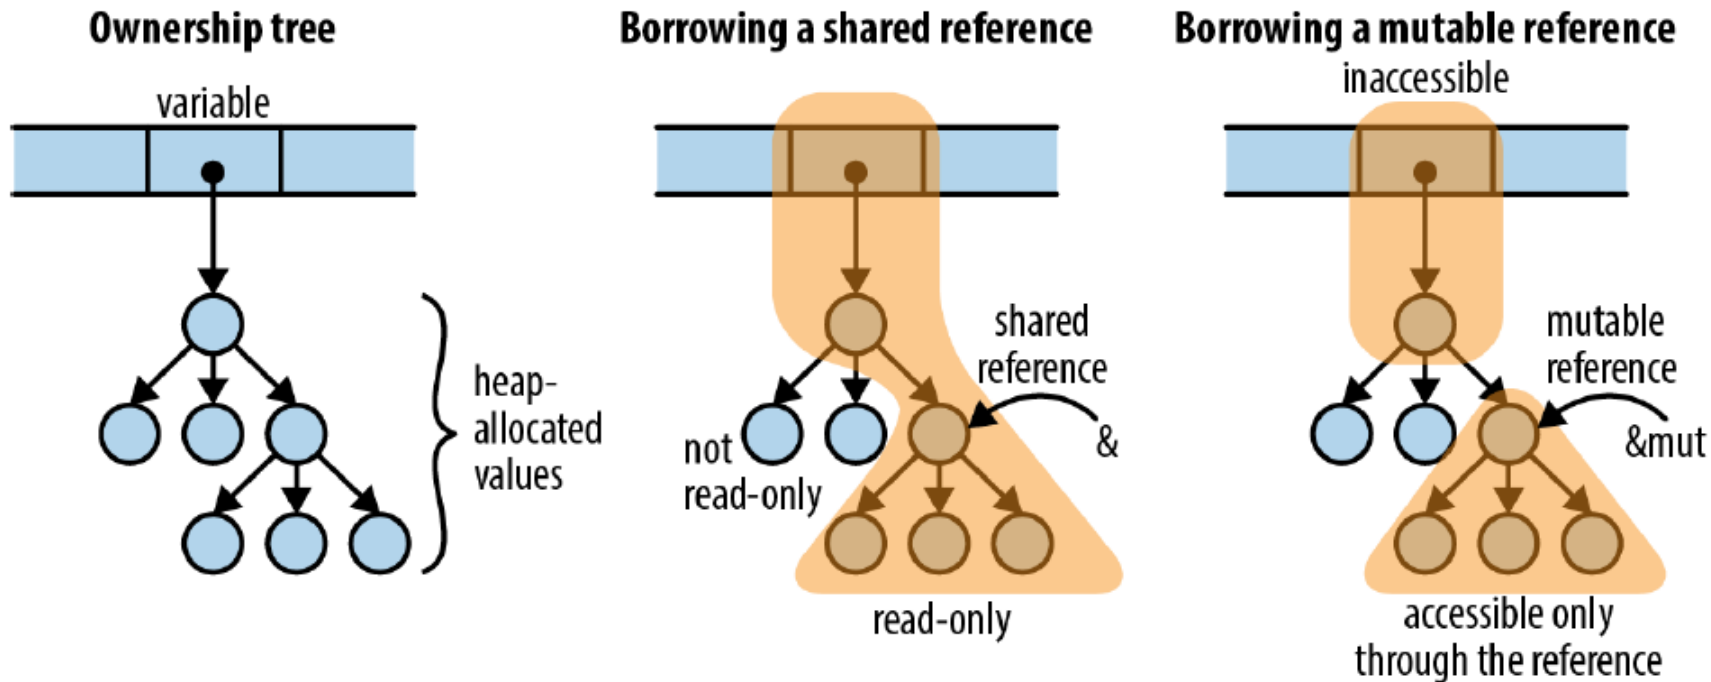 Ownership tree
variable
heap-
allocated
values
Borrowing a shared reference
shared
reference
&
not
read-only
read-only
Borrowing a mutable reference
inaccessible
mutable
reference
&mut
accessible only
through the reference